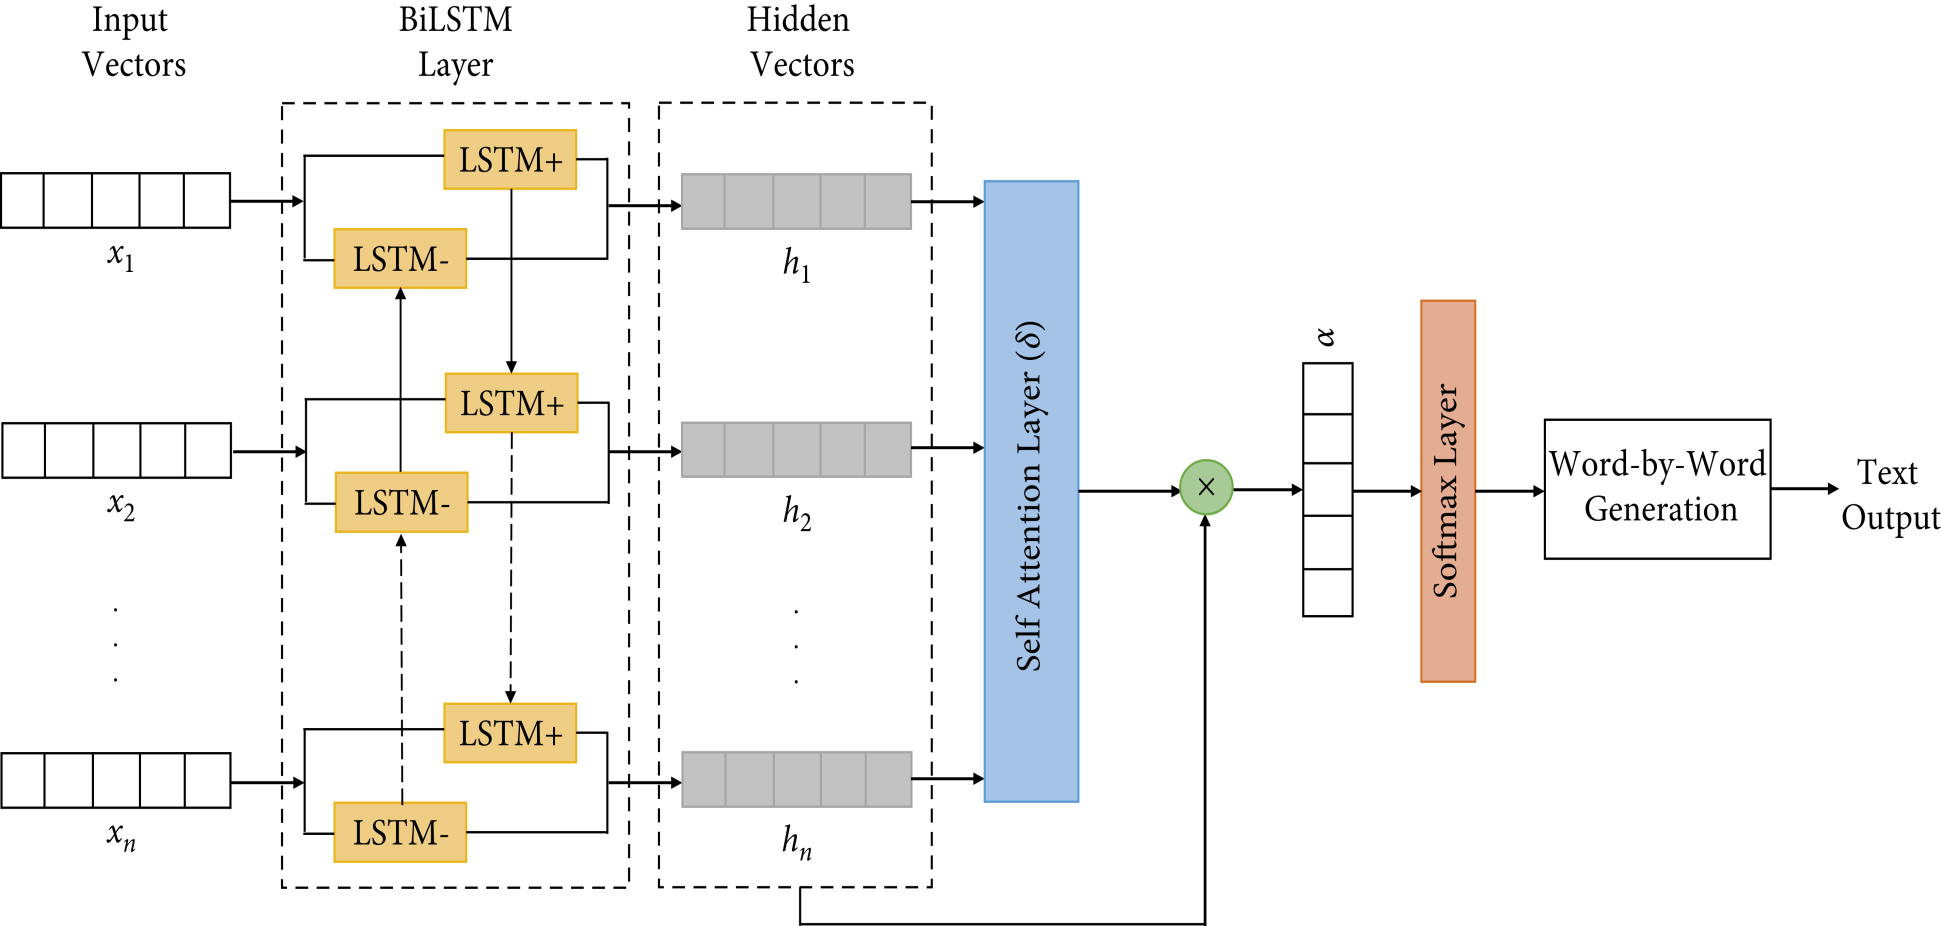 Input
Vectors
BiLSTM
Layer
Hidden
Vectors
LSTM+
LSTM-
x1
h1
LSTM+
LSTM-
x2
h2
.
.
.
.
.
.
LSTM+
LSTM-
xn
hn
Self Attention Layer (δ)
×
α
Softmax Layer
Word-by-Word
Generation
Text
Output